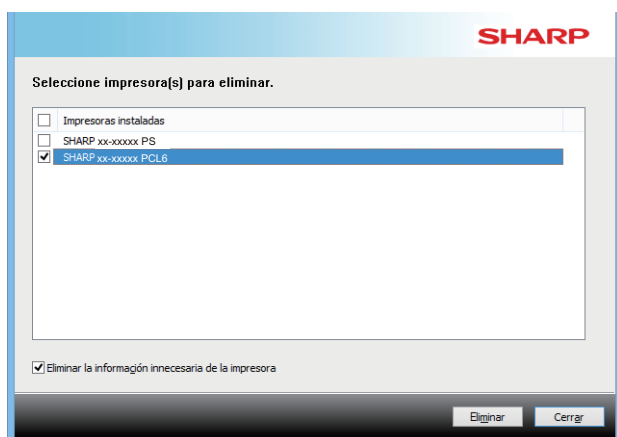 SHARP
Seleccione impresora(s) para eliminar.
Impresoras instaladas
SHARP xx-xxxxx PS
SHARP xx-xxxxx PCL6
Eliminar la información innecesaria de la impresora
Eliminar Cerrar